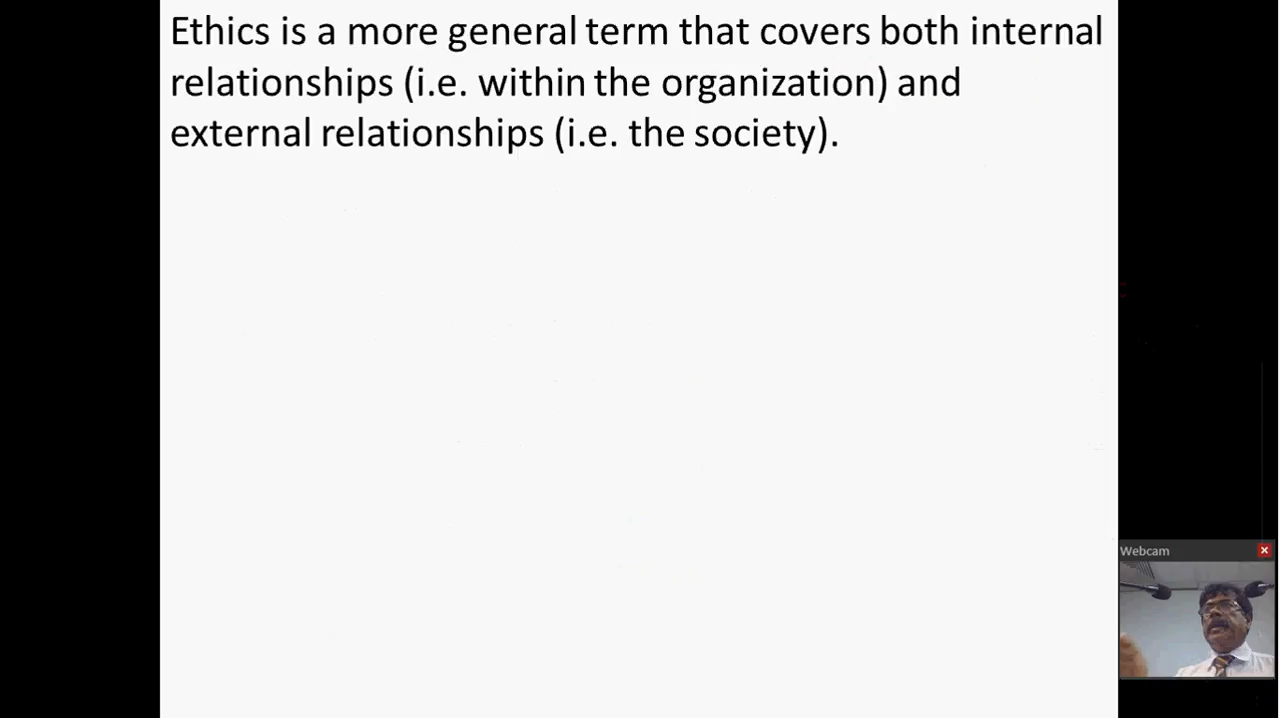 Ethics is a more general term that covers both internal
relationships (i.e. within the organization) and
external relationships (i.e. the society).
Webcam